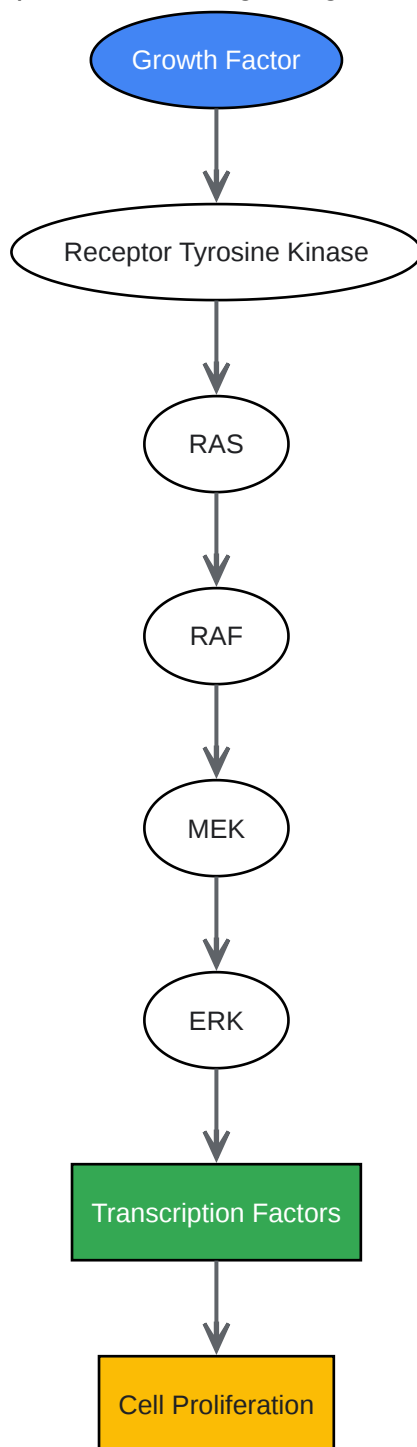 Growth Factor
Receptor Tyrosine Kinase
RAS
RAF
MEK
ERK
Transcription Factors
Cell Proliferation